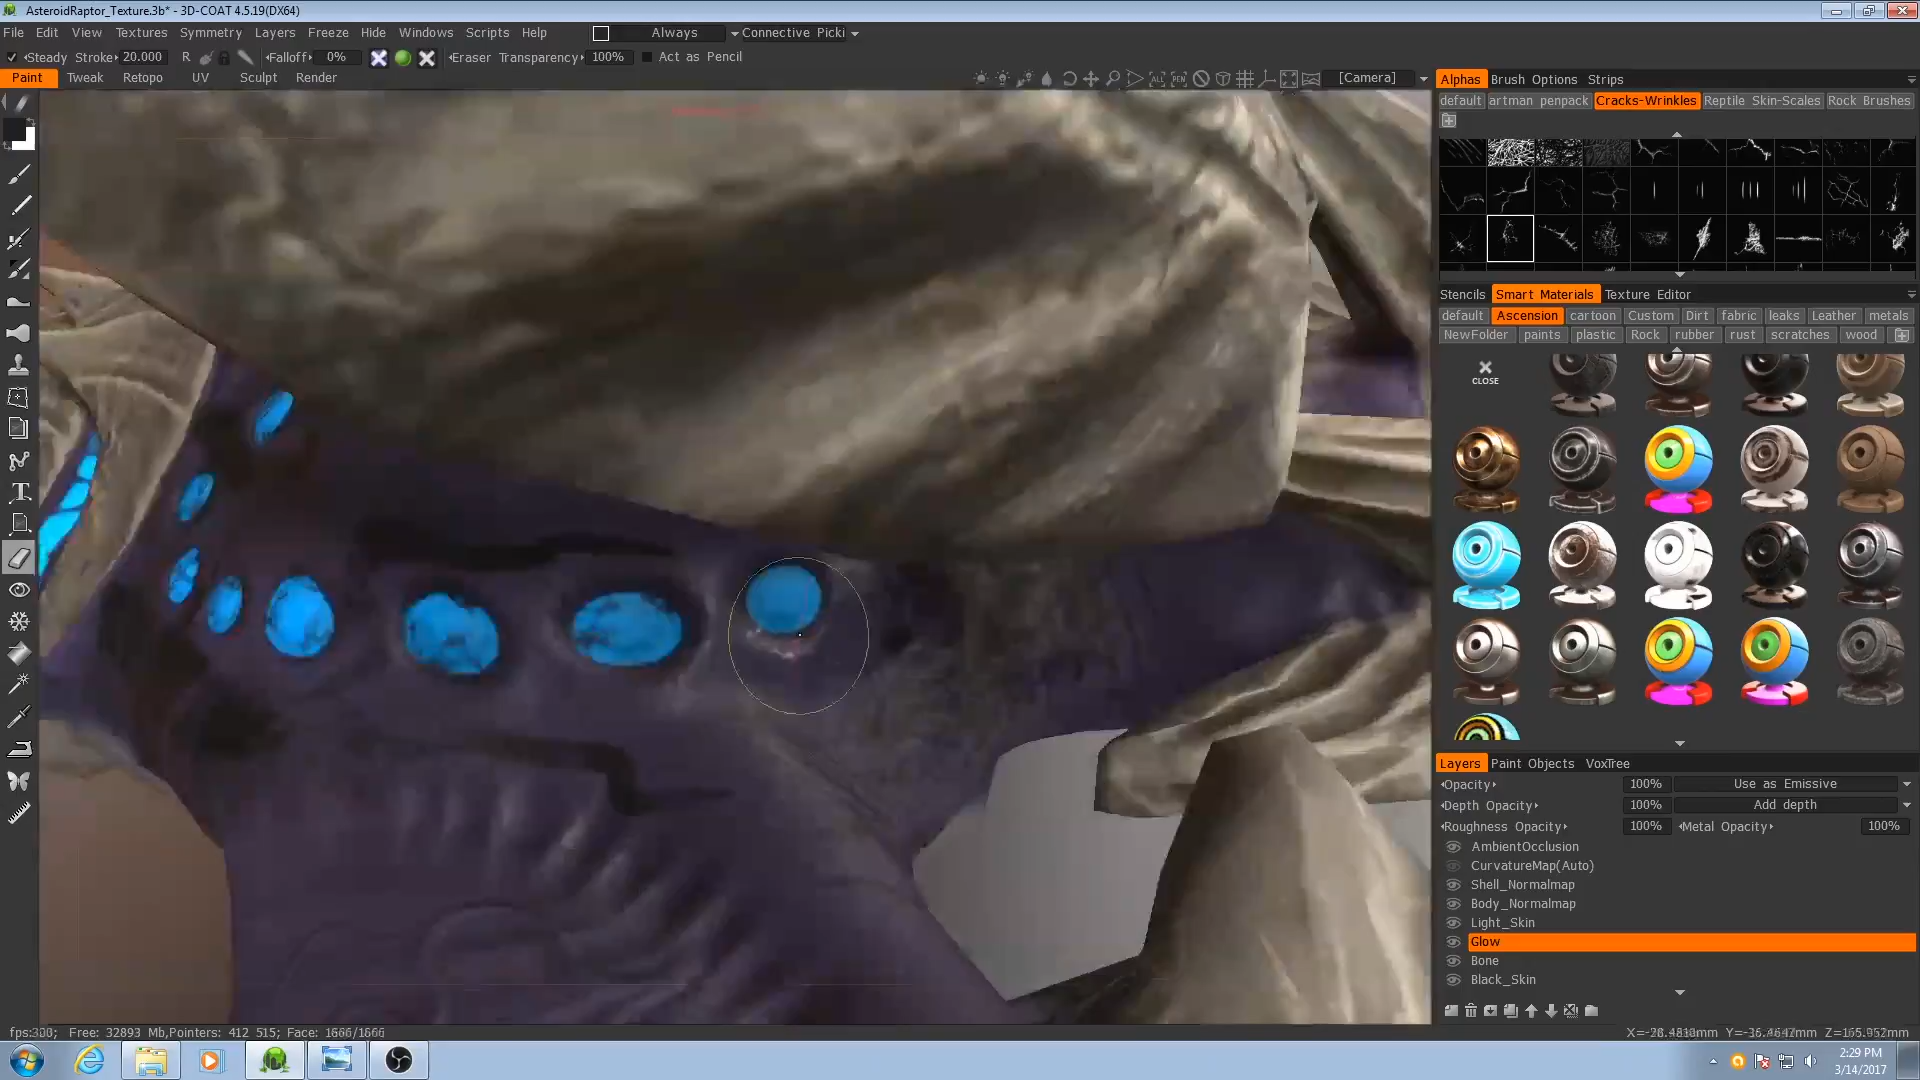 AsteroidRaptor_Texture.3b* - 3D-COAT 4.5.19(DX64)
File Edit View Textures Symmetry Layers Freeze Hide Windows Scripts Help Always Connective Picki
Steady Stroke 20.000 R Falloff 0% Eraser Transparency 100% Act as Pencil
Paint Tweak Retopo UV Sculpt Render [Camera]
Alphas Brush Options Strips
default artman penpack Cracks-Wrinkles Reptile Skin-Scales Rock Brushes
Stencils Smart Materials Texture Editor
default Ascension cartoon Custom Dirt fabric leaks Leather metals
NewFolder paints plastic Rock rubber rust scratches wood
CLOSE
Layers Paint Objects VoxTree
Opacity 100% Use as Emissive
Depth Opacity 100% Add depth
Roughness Opacity 100% Metal Opacity 100%
AmbientOcclusion
CurvatureMap(Auto)
Shell_Normalmap
Body_Normalmap
Light_Skin
Glow
Bone
Black_Skin
Free: 32893 Mb,Pointers: 412 515; Face: 1666/1666
2:29 PM
3/14/2017